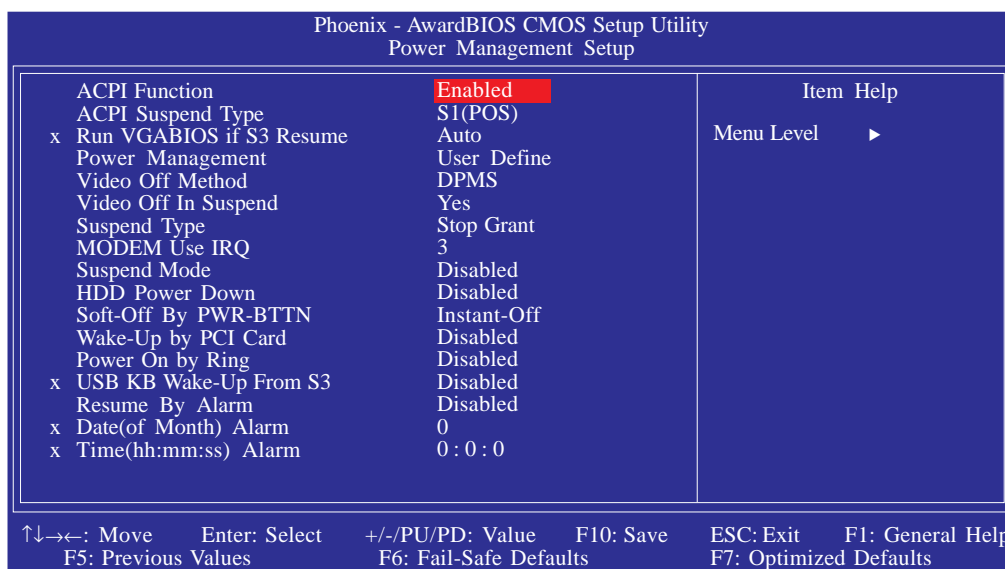 Phoenix - AwardBIOS CMOS Setup Utility
Power Management Setup
ACPI Function Enabled
ACPI Suspend Type S1(POS)
x Run VGABIOS if S3 Resume Auto
Power Management User Define
Video Off Method DPMS
Video Off In Suspend Yes
Suspend Type Stop Grant
MODEM Use IRQ 3
Suspend Mode Disabled
HDD Power Down Disabled
Soft-Off By PWR-BTTN Instant-Off
Wake-Up by PCI Card Disabled
Power On by Ring Disabled
x USB KB Wake-Up From S3 Disabled
Resume By Alarm Disabled
x Date(of Month) Alarm 0
x Time(hh:mm:ss) Alarm 0 : 0 : 0
Item Help
Menu Level ▶
↑↓→←: Move Enter: Select +/-/PU/PD: Value F10: Save ESC: Exit F1: General Help
F5: Previous Values F6: Fail-Safe Defaults F7: Optimized Defaults